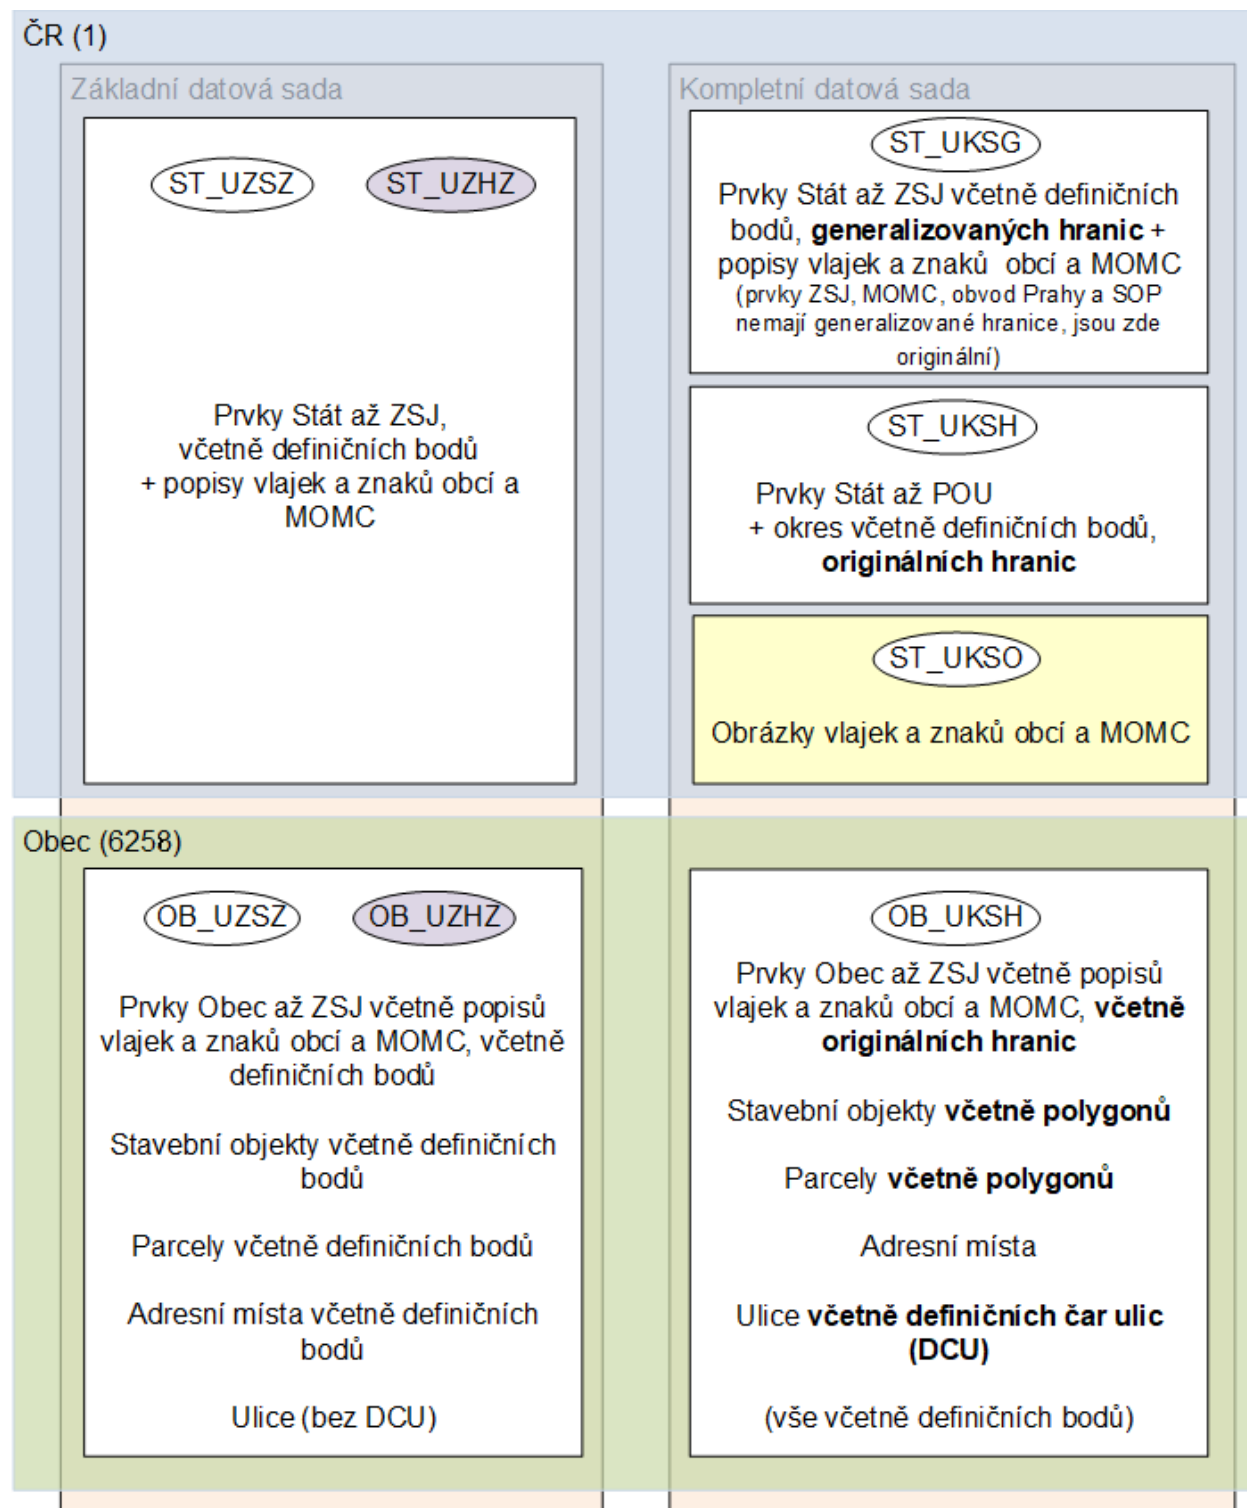 ČR (1)
Základní datová sada
ST_UZSZ
ST_UZHZ
Prvky Stát až ZSJ,
včetně definičních bodů
+ popisy vlajek a znaků obcí a
MOMC
Kompletní datová sada
ST_UKSG
Prvky Stát až ZSJ včetně definičních
bodů, generalizovaných hranic +
popisy vlajek a znaků obcí a MOMC
(prvky ZSJ, MOMC, obvod Prahy a SOP
nemají generalizované hranice, jsou zde
originální)
ST_UKSH
Prvky Stát až POU
+ okres včetně definičních bodů,
originálních hranic
ST_UKSO
Obrázky vlajek a znaků obcí a MOMC
Obec (6258)
OB_UZSZ
OB_UZHZ
Prvky Obec až ZSJ včetně popisů
vlajek a znaků obcí a MOMC, včetně
definičních bodů
Stavební objekty včetně definičních
bodů
Parcely včetně definičních bodů
Adresní místa včetně definičních
bodů
Ulice (bez DCU)
OB_UKSH
Prvky Obec až ZSJ včetně popisů
vlajek a znaků obcí a MOMC, včetně
originálních hranic
Stavební objekty včetně polygonů
Parcely včetně polygonů
Adresní místa
Ulice včetně definičních čar ulic
(DCU)
(vše včetně definičních bodů)